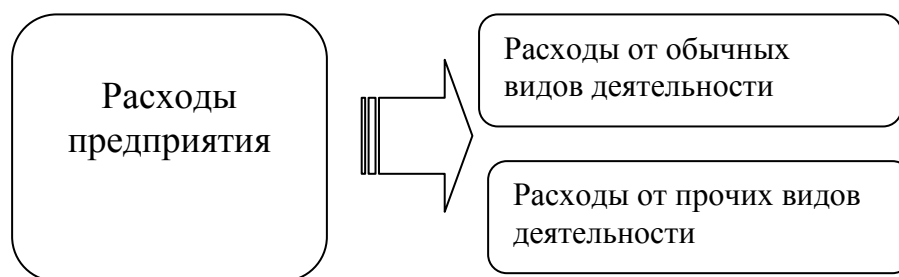 Расходы
предприятия
Расходы от обычных
видов деятельности
Расходы от прочих видов
деятельности